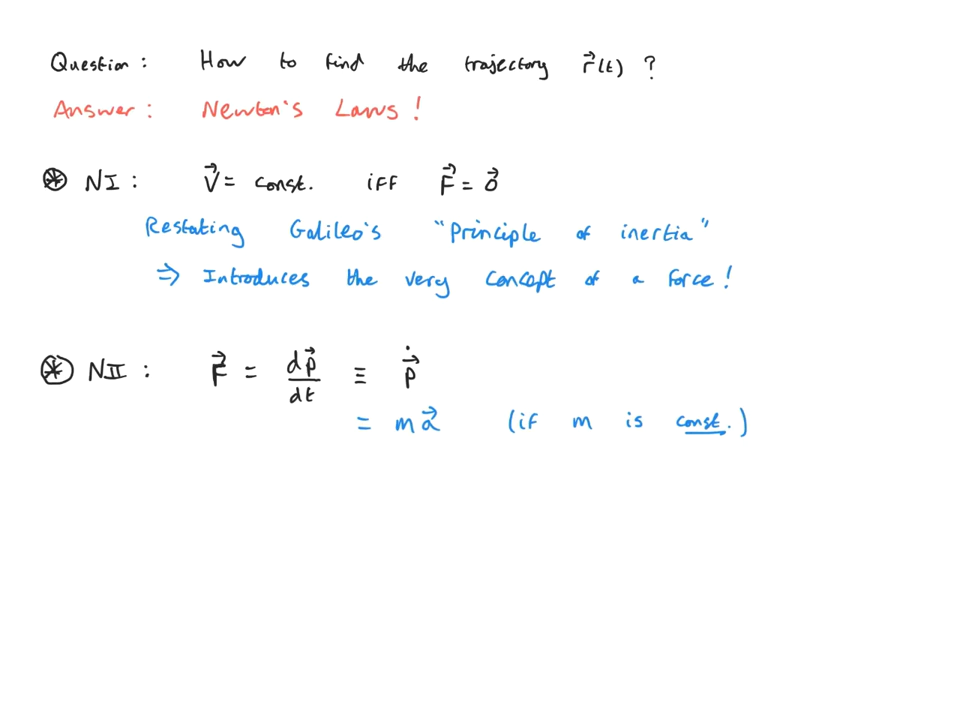 Question: How to find the trajectory r⃗(t) ?
Answer: Newton's Laws!
⊛ NI: v⃗ = const. iff F⃗ = 0⃗
Restating Galileo's "Principle of inertia"
⇒ Introduces the very concept of a force!
⊛ NII: F⃗ = dp⃗/dt ≡ ṗ⃗
= ma⃗ (if m is const.)